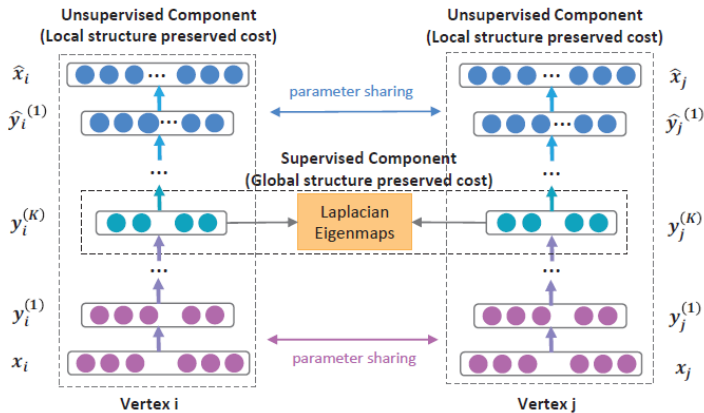 Unsupervised Component
(Local structure preserved cost)
Unsupervised Component
(Local structure preserved cost)
x̂ᵢ
...
...
x̂ⱼ
parameter sharing
ŷᵢ⁽¹⁾
...
...
ŷⱼ⁽¹⁾
...
Supervised Component
(Global structure preserved cost)
...
yᵢ⁽ᴷ⁾
Laplacian
Eigenmaps
yⱼ⁽ᴷ⁾
...
...
yᵢ⁽¹⁾
yⱼ⁽¹⁾
parameter sharing
xᵢ
xⱼ
Vertex i
Vertex j